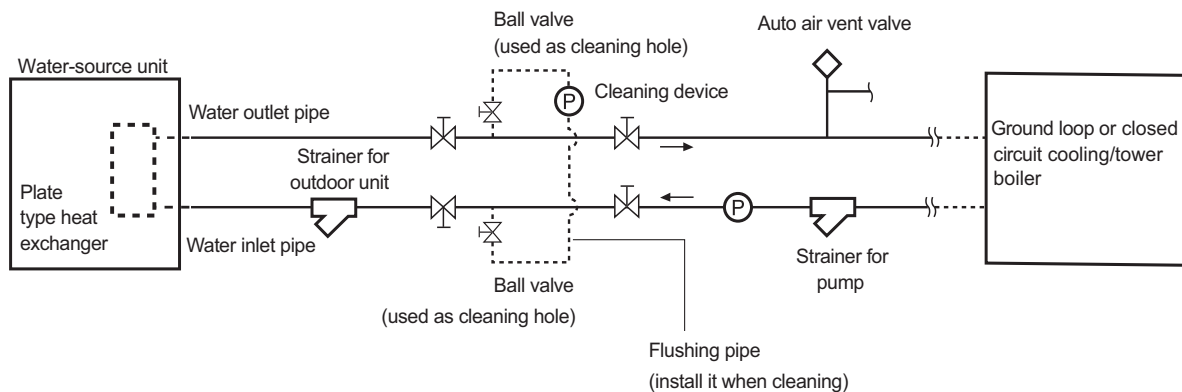 Ball valve
(used as cleaning hole)
Auto air vent valve
Water-source unit
P
Cleaning device
Water outlet pipe
Strainer for
outdoor unit
Ground loop or closed
circuit cooling/tower
boiler
Plate
type heat
exchanger
P
Water inlet pipe
Strainer for
pump
Ball valve
(used as cleaning hole)
Flushing pipe
(install it when cleaning)